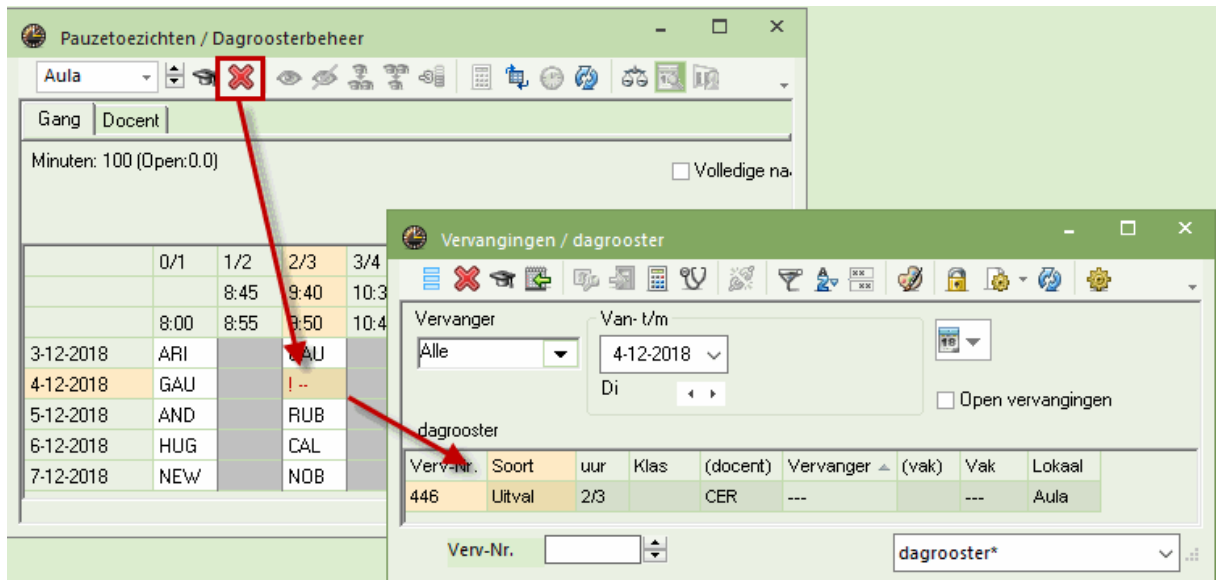 Pauzetoezichten / Dagroosterbeheer
Aula
Gang Docent
Minuten: 100 (Open:0.0)
Volledige na
0/1 1/2 2/3 3/4
8:45 9:40 10:3
8:00 8:55 9:50 10:4
3-12-2018 ARI
4-12-2018 GAU ! --
5-12-2018 AND RUB
6-12-2018 HUG CAL
7-12-2018 NEW NOB
Vervangingen / dagrooster
Vervanger Van- t/m
Alle 4-12-2018
Di
Open vervangingen
dagrooster
Verv-Nr. Soort uur Klas (docent) Vervanger (vak) Vak Lokaal
446 Uitval 2/3 CER --- --- Aula
Verv-Nr. dagrooster*